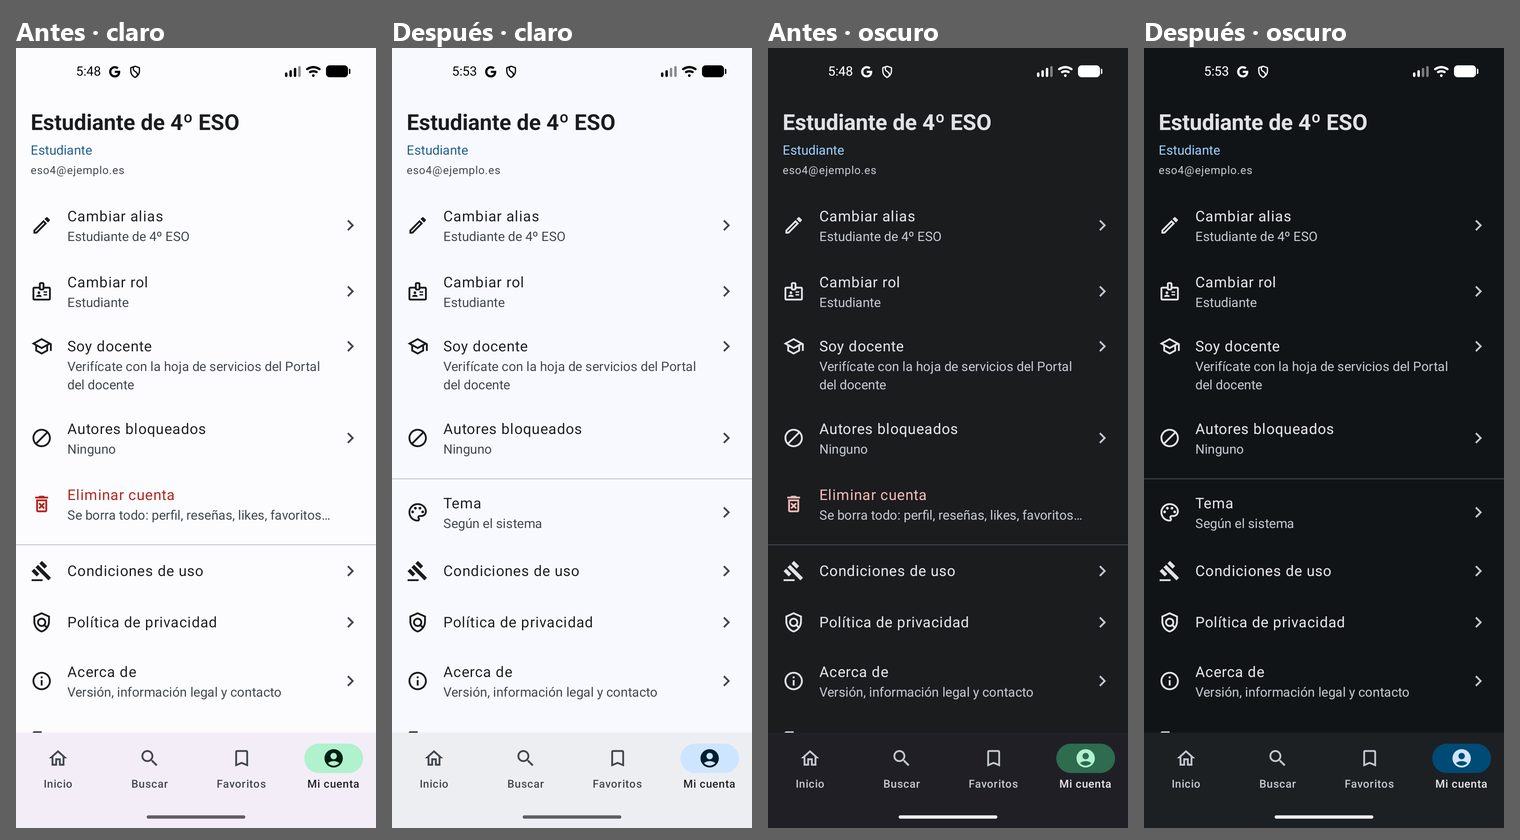 Antes · claro
5:48
Estudiante de 4º ESO
Estudiante
eso4@ejemplo.es
Cambiar alias
Estudiante de 4º ESO
Cambiar rol
Estudiante
Soy docente
Verifícate con la hoja de servicios del Portal
del docente
Autores bloqueados
Ninguno
Eliminar cuenta
Se borra todo: perfil, reseñas, likes, favoritos…
Condiciones de uso
Política de privacidad
Acerca de
Versión, información legal y contacto
Inicio
Buscar
Favoritos
Mi cuenta
Después · claro
5:53
Estudiante de 4º ESO
Estudiante
eso4@ejemplo.es
Cambiar alias
Estudiante de 4º ESO
Cambiar rol
Estudiante
Soy docente
Verifícate con la hoja de servicios del Portal
del docente
Autores bloqueados
Ninguno
Tema
Según el sistema
Condiciones de uso
Política de privacidad
Acerca de
Versión, información legal y contacto
Inicio
Buscar
Favoritos
Mi cuenta
Antes · oscuro
5:48
Estudiante de 4º ESO
Estudiante
eso4@ejemplo.es
Cambiar alias
Estudiante de 4º ESO
Cambiar rol
Estudiante
Soy docente
Verifícate con la hoja de servicios del Portal
del docente
Autores bloqueados
Ninguno
Eliminar cuenta
Se borra todo: perfil, reseñas, likes, favoritos…
Condiciones de uso
Política de privacidad
Acerca de
Versión, información legal y contacto
Inicio
Buscar
Favoritos
Mi cuenta
Después · oscuro
5:53
Estudiante de 4º ESO
Estudiante
eso4@ejemplo.es
Cambiar alias
Estudiante de 4º ESO
Cambiar rol
Estudiante
Soy docente
Verifícate con la hoja de servicios del Portal
del docente
Autores bloqueados
Ninguno
Tema
Según el sistema
Condiciones de uso
Política de privacidad
Acerca de
Versión, información legal y contacto
Inicio
Buscar
Favoritos
Mi cuenta